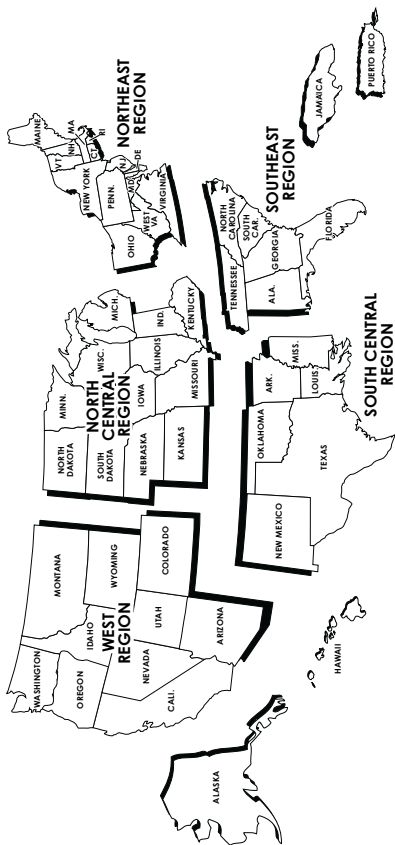 WASHINGTON
OREGON
CALI.
NEVADA
IDAHO
MONTANA
WYOMING
UTAH
COLORADO
ARIZONA
WEST
REGION
ALASKA
HAWAII
NORTH
DAKOTA
SOUTH
DAKOTA
NEBRASKA
KANSAS
MINN.
IOWA
MISSOURI
WISC.
ILLINOIS
MICH.
IND.
KENTUCKY
NORTH
CENTRAL
REGION
NEW MEXICO
TEXAS
OKLAHOMA
ARK.
LOUIS.
MISS.
SOUTH CENTRAL
REGION
OHIO
WEST
VA.
VIRGINIA
PENN.
NEW YORK
MD.
DE
NJ
CT.
RI
MA
NH
VT.
MAINE
NORTHEAST
REGION
TENNESSEE
NORTH
CAROLINA
SOUTH
CAR.
ALA.
GEORGIA
FLORIDA
SOUTHEAST
REGION
JAMAICA
PUERTO RICO